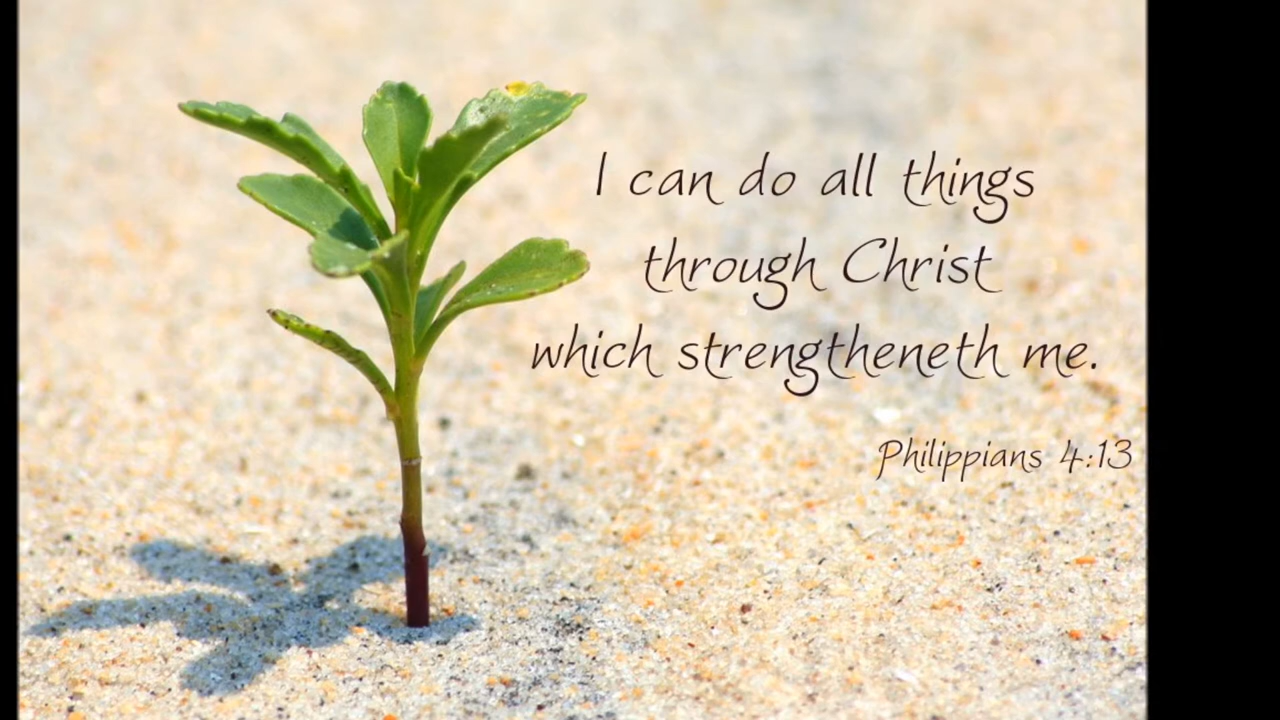 I can do all things
through Christ
which strengtheneth me.
Philippians 4:13